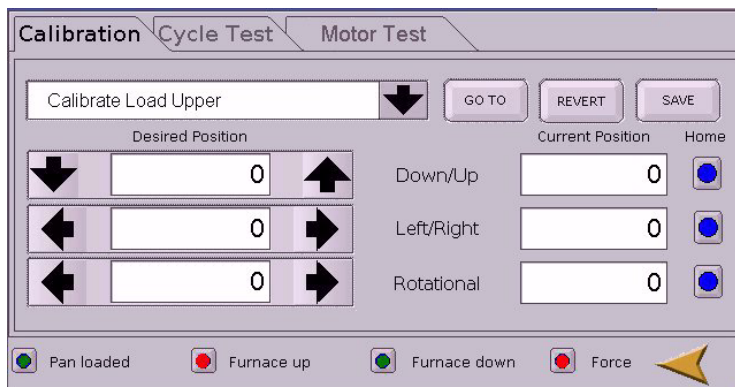 Calibration Cycle Test Motor Test
Calibrate Load Upper GO TO REVERT SAVE
Desired Position Current Position Home
0 Down/Up 0
0 Left/Right 0
0 Rotational 0
Pan loaded Furnace up Furnace down Force